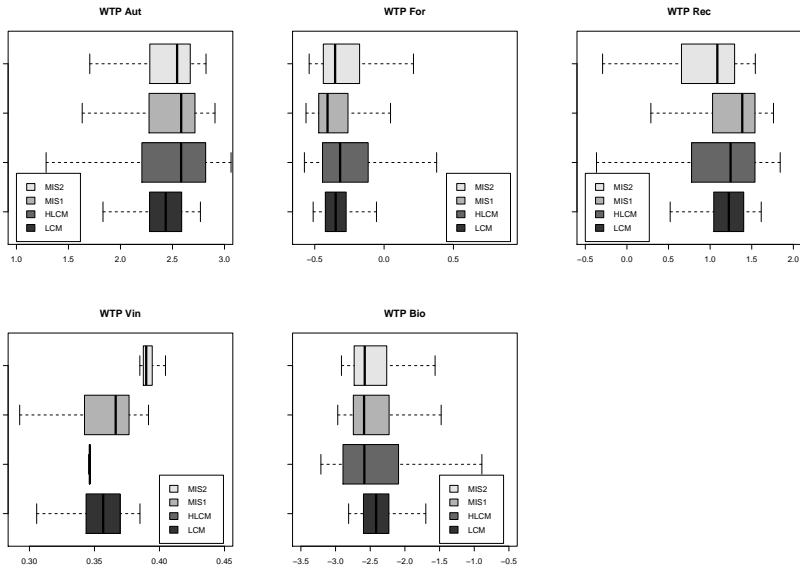 WTP Aut
MIS2
MIS1
HLCM
LCM
1.0 1.5 2.0 2.5 3.0
WTP For
MIS2
MIS1
HLCM
LCM
−0.5 0.0 0.5
WTP Rec
MIS2
MIS1
HLCM
LCM
−0.5 0.0 0.5 1.0 1.5 2.0
WTP Vin
MIS2
MIS1
HLCM
LCM
0.30 0.35 0.40 0.45
WTP Bio
MIS2
MIS1
HLCM
LCM
−3.5 −3.0 −2.5 −2.0 −1.5 −1.0 −0.5